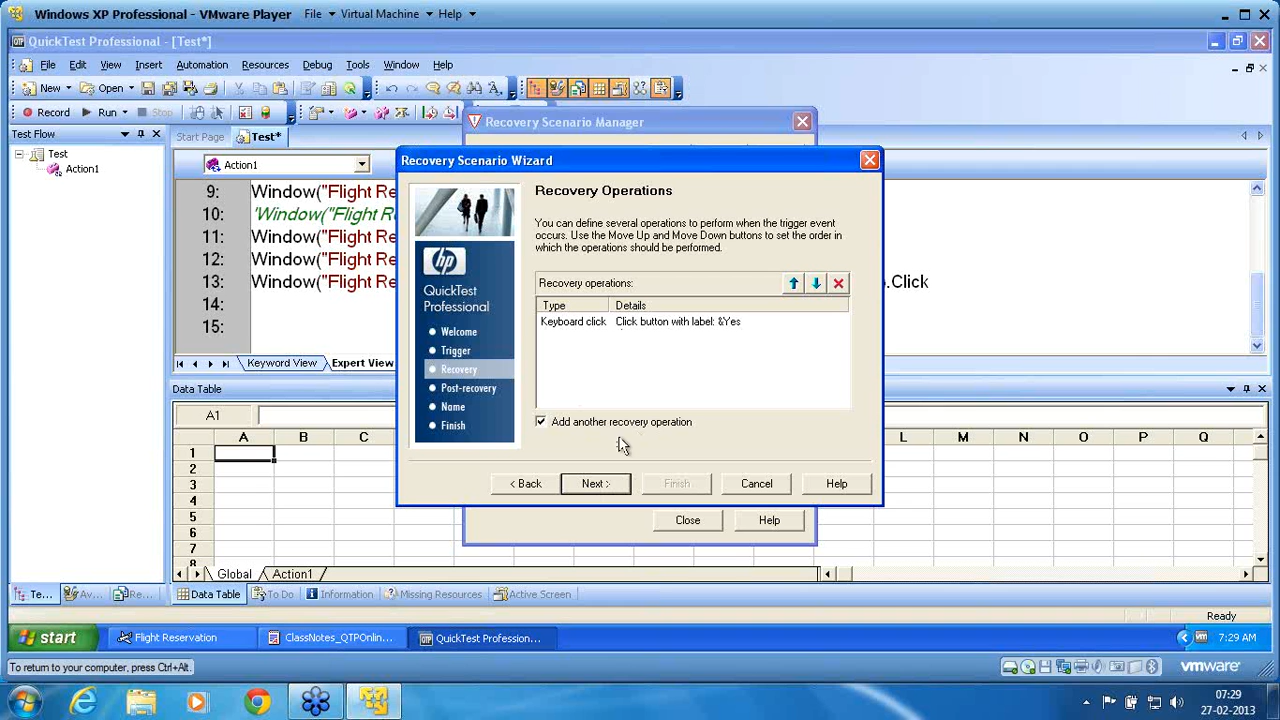 Windows XP Professional - VMware Player File Virtual Machine Help
QuickTest Professional - [Test*]
File Edit View Insert Automation Resources Debug Tools Window Help
New Open
Record Run Stop
Test Flow
Start Page Test*
Recovery Scenario Manager
Test
Action1
Action1
Recovery Scenario Wizard
9: Window("Flight Re
10: 'Window("Flight R
11: Window("Flight Re
12: Window("Flight Re
13: Window("Flight Re
.Click
14:
15:
Recovery Operations
You can define several operations to perform when the trigger event
occurs. Use the Move Up and Move Down buttons to set the order in
which the operations should be performed.
hp
QuickTest
Professional
Welcome
Trigger
Recovery
Post-recovery
Name
Finish
Recovery operations:
Type Details
Keyboard click Click button with label: &Yes
Add another recovery operation
< Back Next > Finish Cancel Help
Close Help
Keyword View Expert View
Data Table
A1
A B C L M N O P Q
1
2
3
4
5
6
7
8
Global Action1
Te... Av... Re... Data Table To Do Information Missing Resources Active Screen
Ready
start Flight Reservation ClassNotes_QTPOnlin... QuickTest Profession... 7:29 AM
To return to your computer, press Ctrl+Alt.
vmware
07:29
27-02-2013